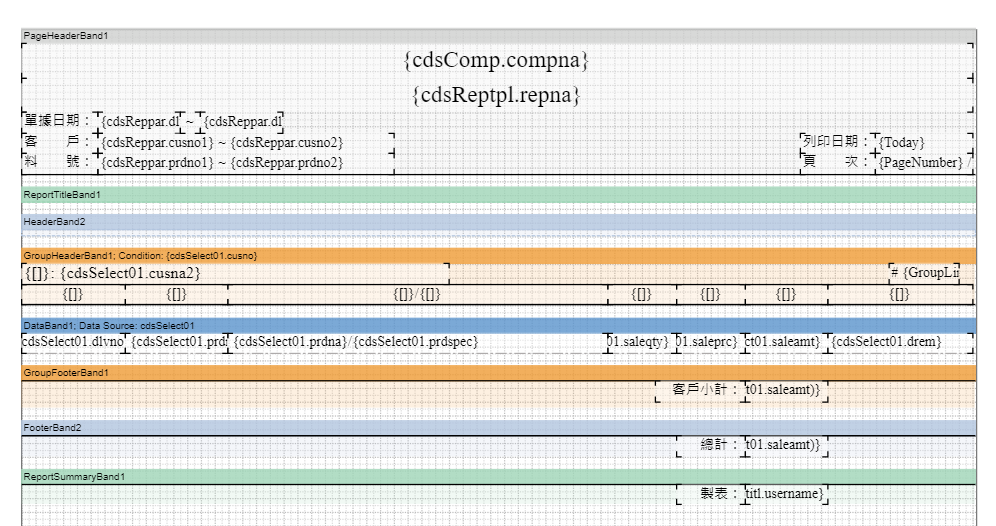 PageHeaderBand1
{cdsComp.compna}
{cdsReptpl.repna}
單據日期： {cdsReppar.dl ~ {cdsReppar.dl
客　　戶： {cdsReppar.cusno1} ~ {cdsReppar.cusno2} 列印日期： {Today}
料　　號： {cdsReppar.prdno1} ~ {cdsReppar.prdno2} 頁　　次： {PageNumber} /
ReportTitleBand1
HeaderBand2
GroupHeaderBand1; Condition: {cdsSelect01.cusno}
{[]}: {cdsSelect01.cusna2} # {GroupLi
{[]} {[]} {[]}/{[]} {[]} {[]} {[]} {[]}
DataBand1; Data Source: cdsSelect01
cdsSelect01.dlvno {cdsSelect01.prd {cdsSelect01.prdna}/{cdsSelect01.prdspec} 01.saleqty} 01.saleprc} ct01.saleamt} {cdsSelect01.drem}
GroupFooterBand1
客戶小計： t01.saleamt)}
FooterBand2
總計： t01.saleamt)}
ReportSummaryBand1
製表： titl.username}